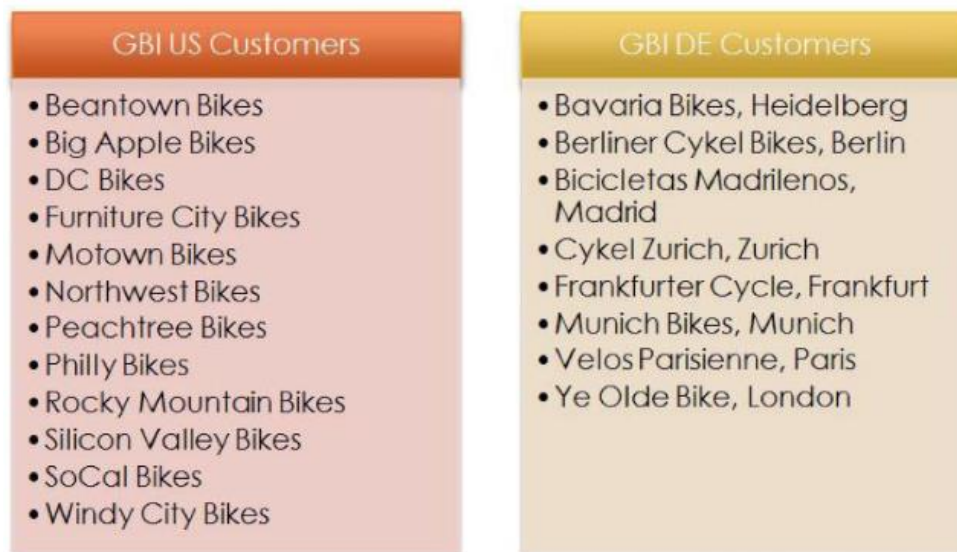 GBI US Customers
• Beantown Bikes
• Big Apple Bikes
• DC Bikes
• Furniture City Bikes
• Motown Bikes
• Northwest Bikes
• Peachtree Bikes
• Philly Bikes
• Rocky Mountain Bikes
• Silicon Valley Bikes
• SoCal Bikes
• Windy City Bikes
GBI DE Customers
• Bavaria Bikes, Heidelberg
• Berliner Cykel Bikes, Berlin
• Bicicletas Madrilenos,
Madrid
• Cykel Zurich, Zurich
• Frankfurter Cycle, Frankfurt
• Munich Bikes, Munich
• Velos Parisienne, Paris
• Ye Olde Bike, London